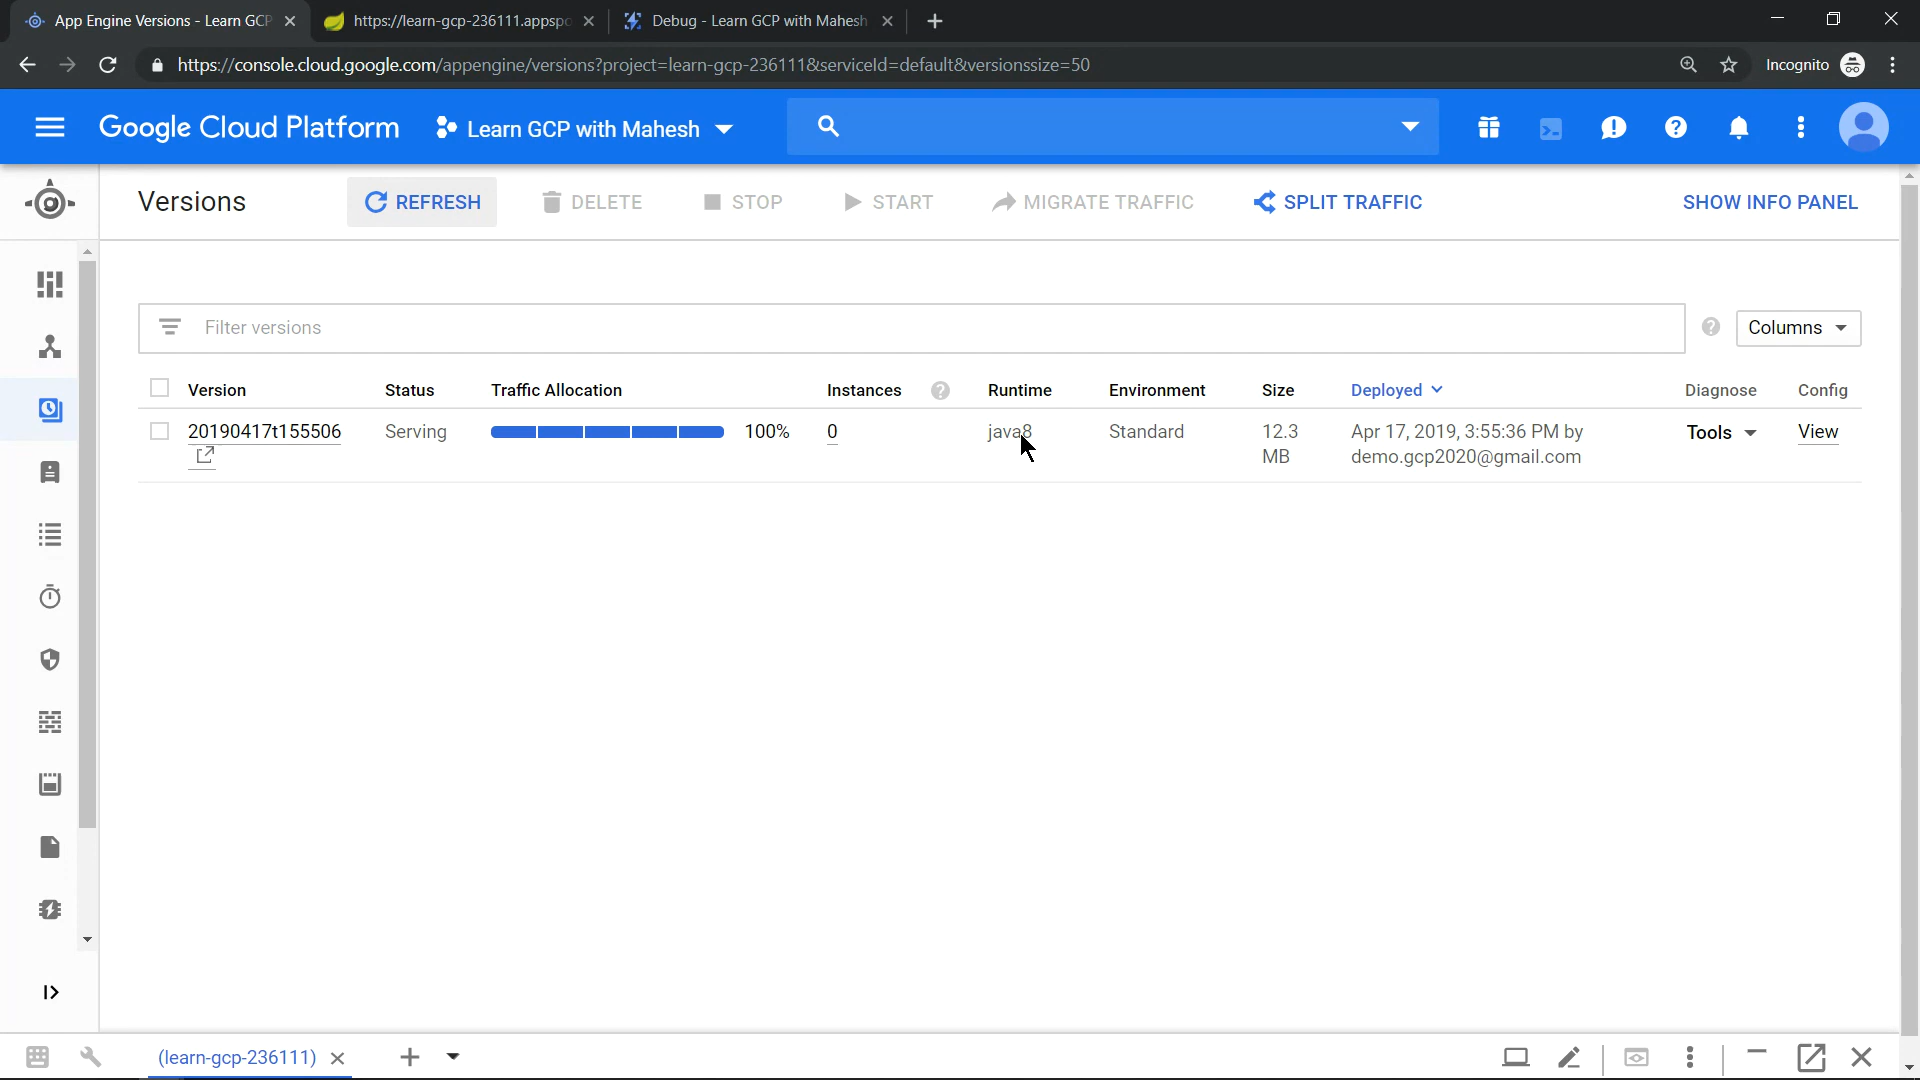 App Engine Versions - Learn GCP
https://learn-gcp-236111.appspo
Debug - Learn GCP with Mahesh
https://console.cloud.google.com/appengine/versions?project=learn-gcp-236111&serviceId=default&versionssize=50
Incognito
Google Cloud Platform
Learn GCP with Mahesh
Versions
REFRESH
DELETE
STOP
START
MIGRATE TRAFFIC
SPLIT TRAFFIC
SHOW INFO PANEL
Filter versions
Columns
Version Status Traffic Allocation Instances Runtime Environment Size Deployed Diagnose Config
20190417t155506 Serving 100% 0 java8 Standard 12.3 Apr 17, 2019, 3:55:36 PM by Tools View
MB demo.gcp2020@gmail.com
(learn-gcp-236111)